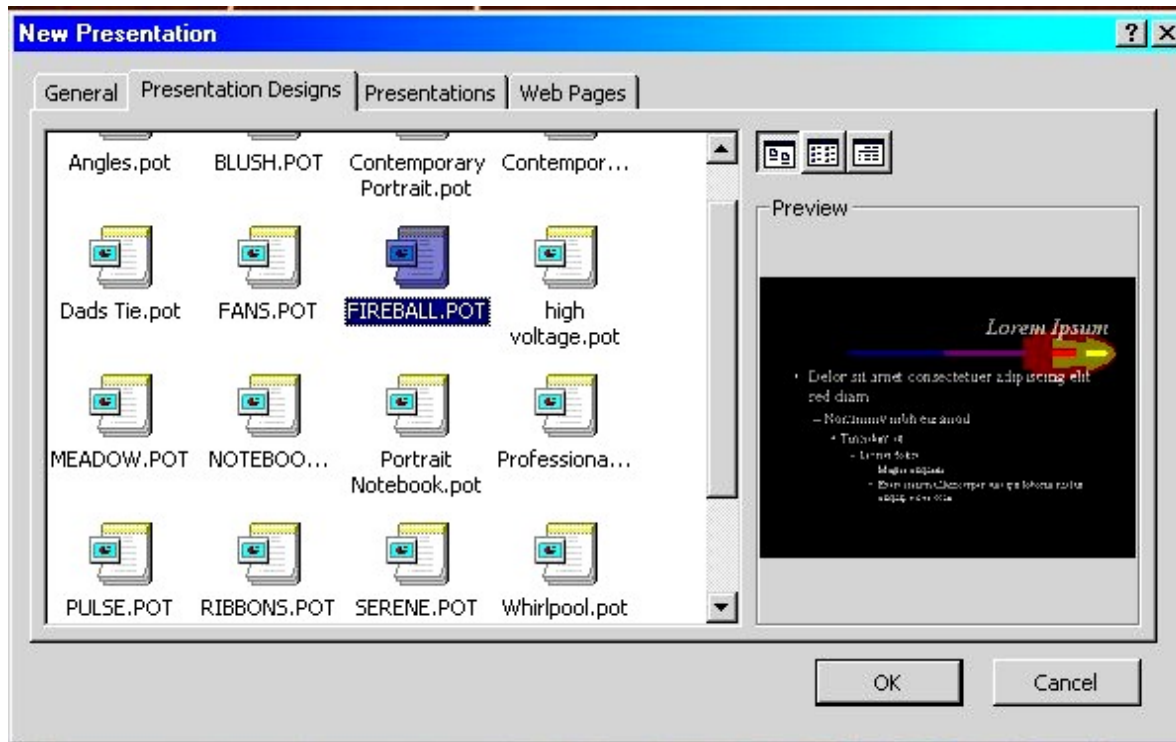 New Presentation
General Presentation Designs Presentations Web Pages
Angles.pot BLUSH.POT Contemporary Contempor...
Portrait.pot
Preview
Dads Tie.pot FANS.POT FIREBALL.POT high
voltage.pot
Lorem Ipsum
• Delor sit amet consectetuer adipiscing elit
red diam
MEADOW.POT NOTEBOO... Portrait Professiona...
Notebook.pot
PULSE.POT RIBBONS.POT SERENE.POT Whirlpool.pot
OK Cancel